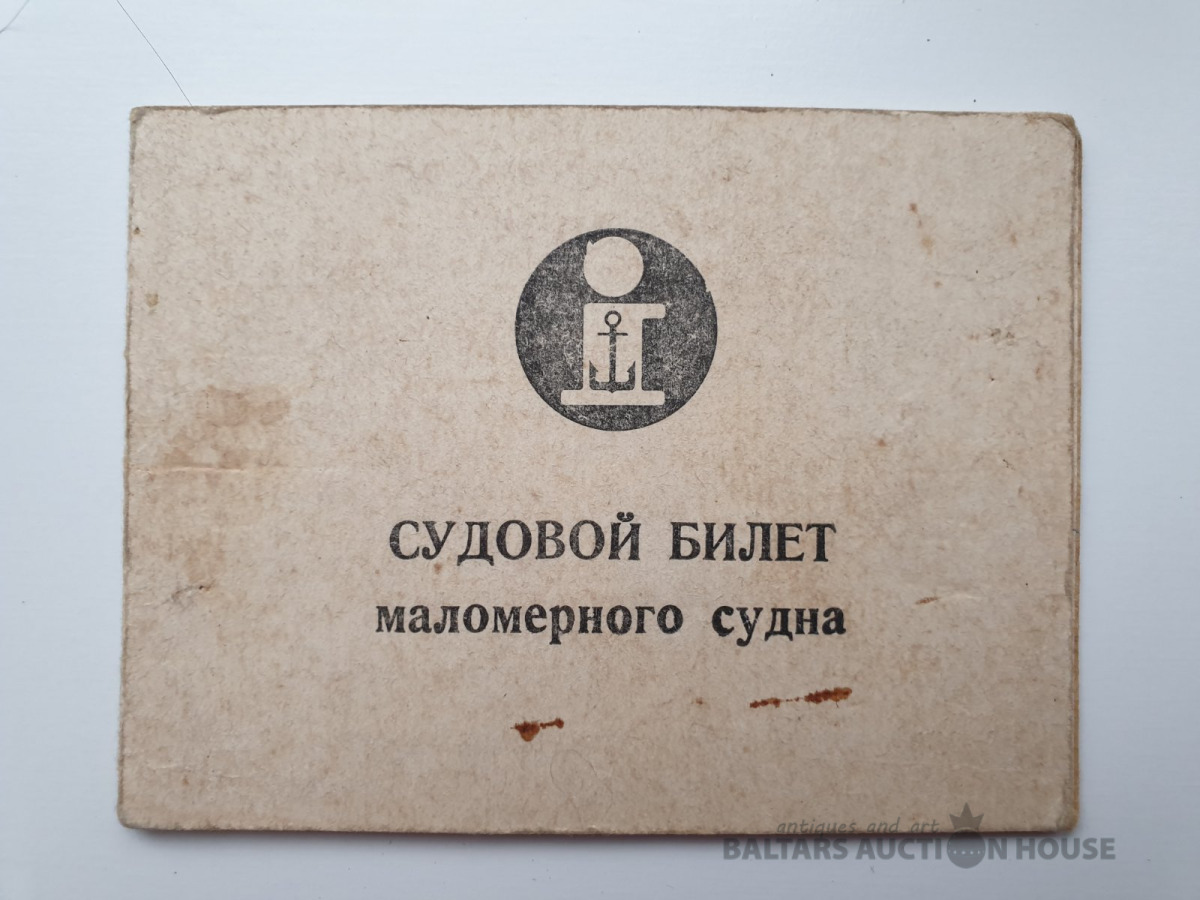 СУДОВОЙ БИЛЕТ
маломерного судна
antiques and art
BALTARS AUCTION HOUSE